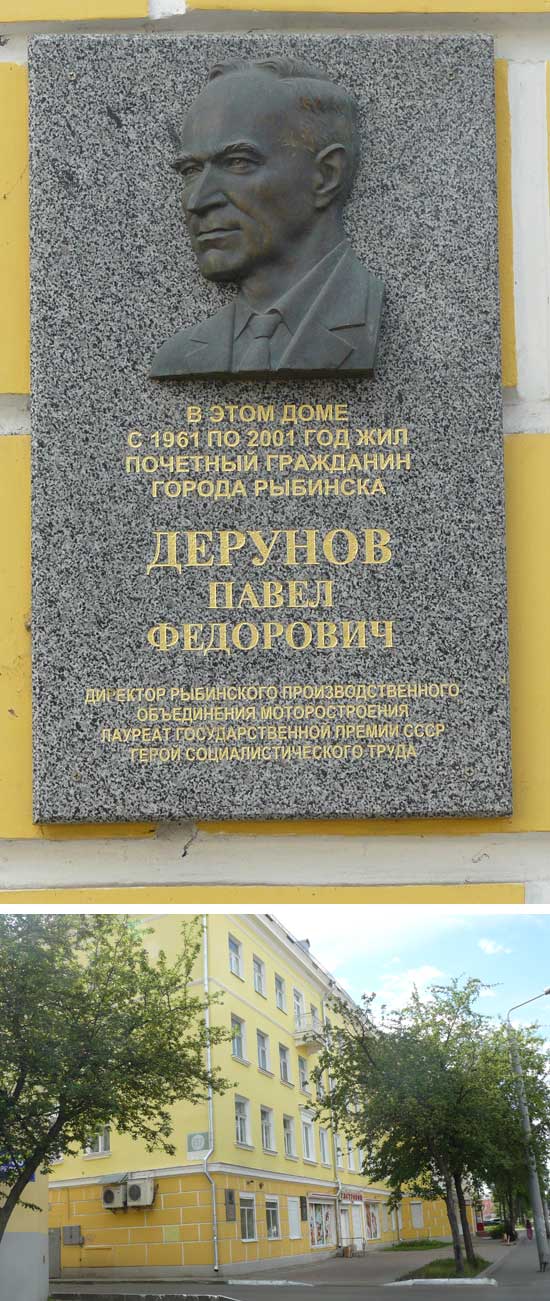 В ЭТОМ ДОМЕ
С 1961 ПО 2001 ГОД ЖИЛ
ПОЧЕТНЫЙ ГРАЖДАНИН
ГОРОДА РЫБИНСКА
ДЕРУНОВ
ПАВЕЛ
ФЕДОРОВИЧ
ДИРЕКТОР РЫБИНСКОГО ПРОИЗВОДСТВЕННОГО
ОБЪЕДИНЕНИЯ МОТОРОСТРОЕНИЯ
ЛАУРЕАТ ГОСУДАРСТВЕННОЙ ПРЕМИИ СССР
ГЕРОЙ СОЦИАЛИСТИЧЕСКОГО ТРУДА